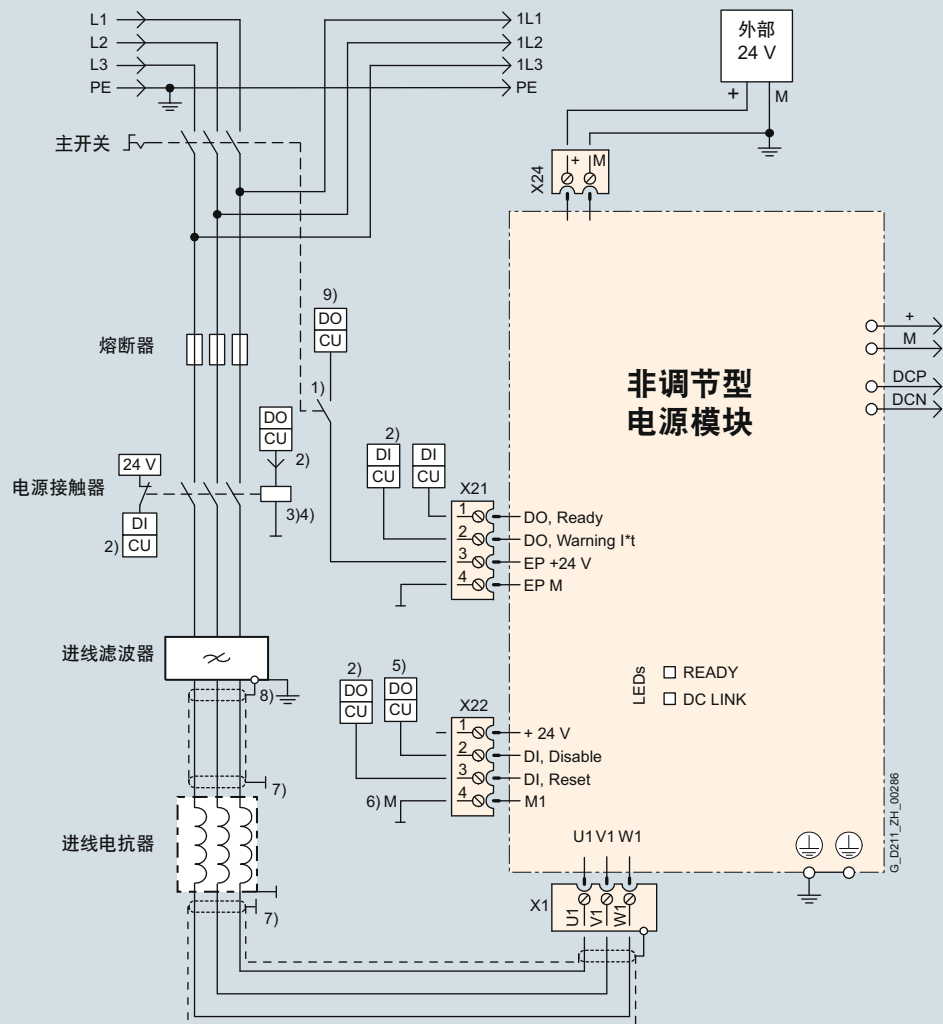 L1
1L1
L2
1L2
L3
1L3
PE
PE
外部
24 V
+
M
主开关
X24
+ M
9)
DO
CU
+
M
熔断器
1)
非调节型
电源模块
DCP
DCN
DO
CU
2)
24 V
电源接触器
3)4)
DI
CU
2)
2)
DI
CU
DI
CU
X21
1
DO, Ready
2
DO, Warning I*t
3
EP +24 V
4
EP M
进线滤波器
8)
LEDs
READY
DC LINK
2)
DO
CU
5)
DO
CU
X22
1
+ 24 V
2
DI, Disable
3
DI, Reset
4
M1
6) M
7)
进线电抗器
7)
U1 V1 W1
X1
U1
V1
W1
G_D211_ZH_00286